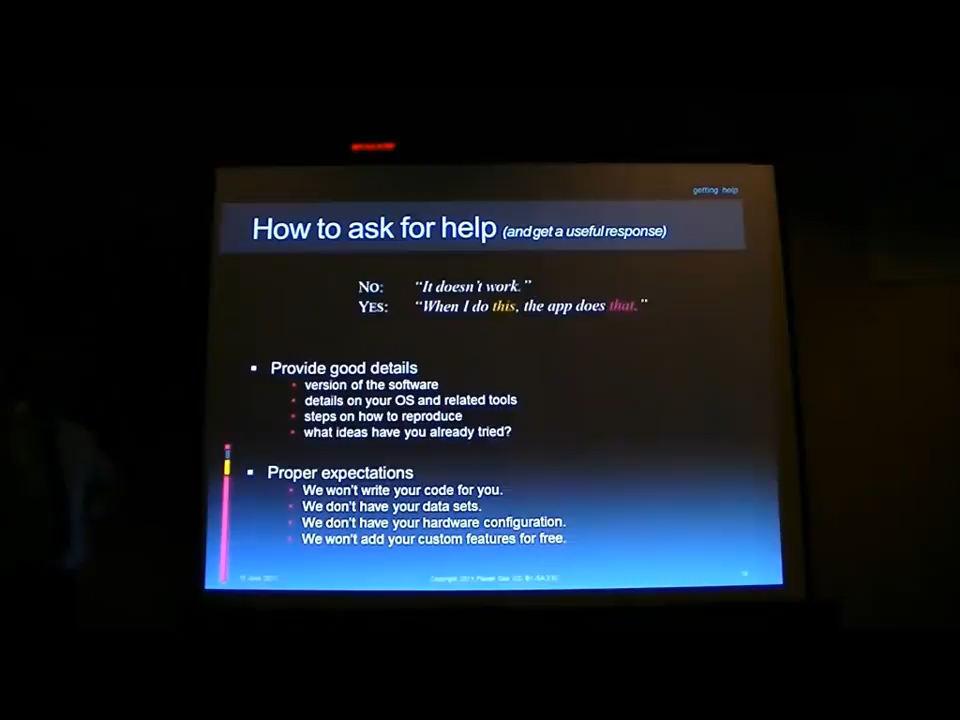 getting help
How to ask for help (and get a useful response)
NO: “It doesn’t work.”
YES: “When I do this, the app does that.”
▪ Provide good details
• version of the software
• details on your OS and related tools
• steps on how to reproduce
• what ideas have you already tried?
▪ Proper expectations
• We won’t write your code for you.
• We don’t have your data sets.
• We don’t have your hardware configuration.
• We won’t add your custom features for free.
Copyright 2011